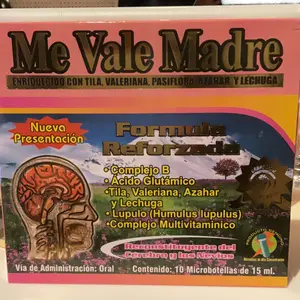 Me Vale Madre
ENRIQUECIDO CON TILA, VALERIANA, PASIFLORA, AZAHAR, Y LECHUGA
Nueva
Presentación
Formula
Reforzada
• Complejo B
• Acido Glutámico
• Tila, Valeriana, Azahar
y Lechuga
• Lupulo (Humulus lupulus)
• Complejo Multivitaminico
Reconstituyente del
Cerebro y los Nervios
Vía de Administración: Oral
Contenido: 10 Microbotellas de 15 ml.